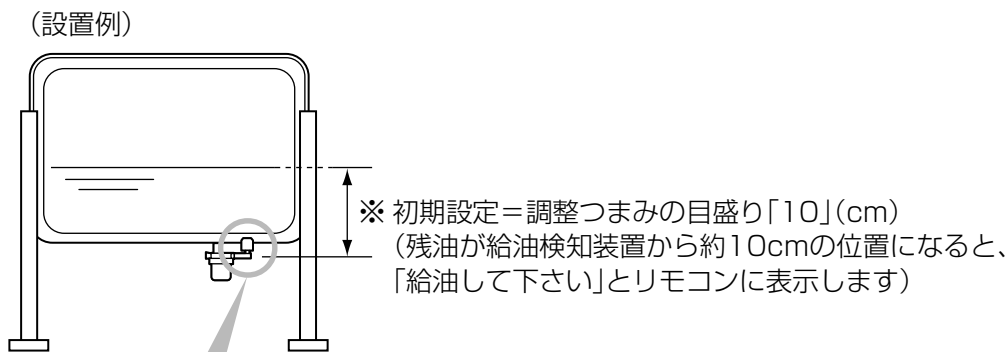 （設置例）
※ 初期設定＝調整つまみの目盛り｢10｣(cm)
（残油が給油検知装置から約10cmの位置になると、
｢給油して下さい｣とリモコンに表示します）